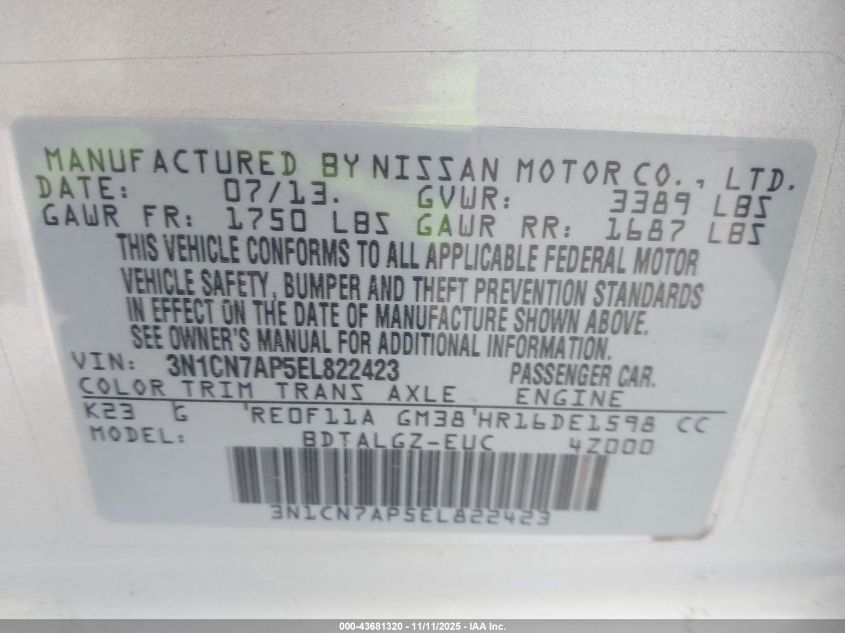 MANUFACTURED BY NISSAN MOTOR CO., LTD.
DATE: 07/13. GVWR: 3389 LBS
GAWR FR: 1750 LBS GAWR RR: 1687 LBS
THIS VEHICLE CONFORMS TO ALL APPLICABLE FEDERAL MOTOR
VEHICLE SAFETY, BUMPER AND THEFT PREVENTION STANDARDS
IN EFFECT ON THE DATE OF MANUFACTURE SHOWN ABOVE.
SEE OWNER'S MANUAL FOR ADDITIONAL INFORMATION.
VIN: 3N1CN7AP5EL822423 PASSENGER CAR.
COLOR TRIM TRANS AXLE ENGINE
K23 G RE0F11A GM38 HR16DE1598 CC
MODEL: BDTALGZ-EUC 4Z000
3N1CN7AP5EL822423
000-43681320 - 11/11/2025 - IAA Inc.